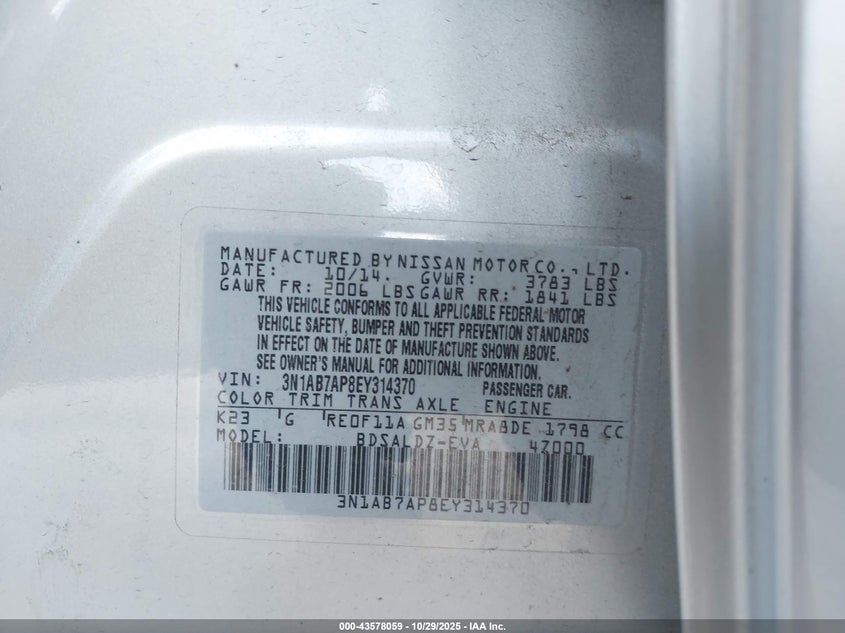 MANUFACTURED BY NISSAN MOTOR CO., LTD.
DATE: 10/14. GVWR: 3783 LBS
GAWR FR: 2006 LBS GAWR RR: 1841 LBS
THIS VEHICLE CONFORMS TO ALL APPLICABLE FEDERAL MOTOR
VEHICLE SAFETY, BUMPER AND THEFT PREVENTION STANDARDS
IN EFFECT ON THE DATE OF MANUFACTURE SHOWN ABOVE.
SEE OWNER'S MANUAL FOR ADDITIONAL INFORMATION.
VIN: 3N1AB7AP8EY314370 PASSENGER CAR.
COLOR TRIM TRANS AXLE ENGINE
K23 G RE0F11A GM35 MRA8DE 1798 CC
MODEL: BDSALDZ-EVA 4Z000
3N1AB7AP8EY314370
000-43578059 | 10/29/2025 - IAA Inc.